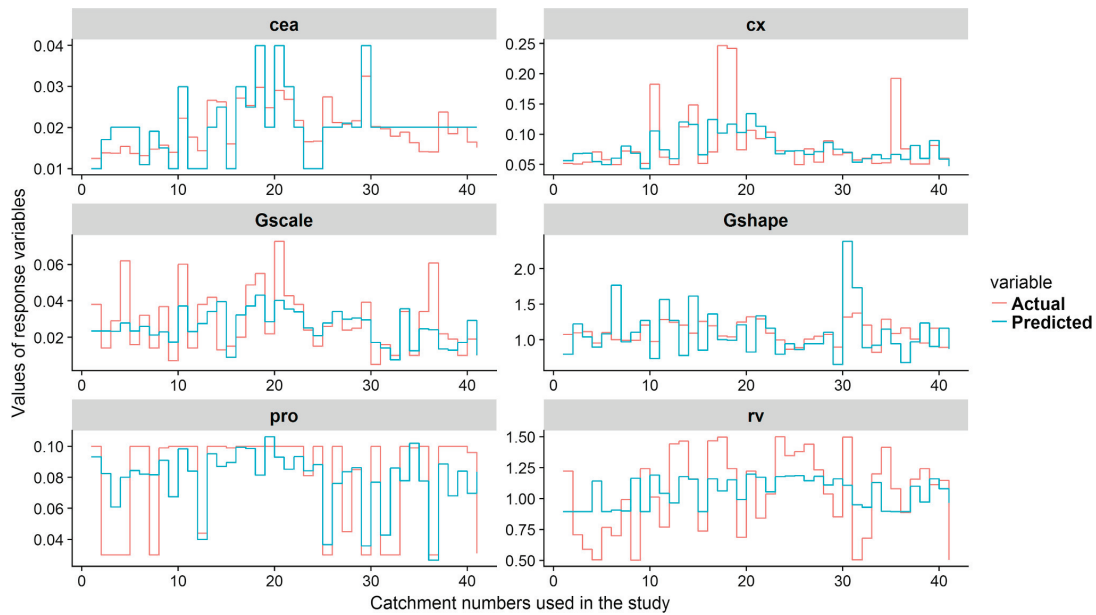 cea
cx
0.04
0.03
0.02
0.01
0 10 20 30 40
0.25
0.20
0.15
0.10
0.05
0 10 20 30 40
Gscale
Gshape
0.06
0.04
0.02
0 10 20 30 40
2.0
1.5
1.0
0 10 20 30 40
pro
rv
0.10
0.08
0.06
0.04
0 10 20 30 40
1.50
1.25
1.00
0.75
0.50
0 10 20 30 40
Values of response variables
Catchment numbers used in the study
variable
Actual
Predicted